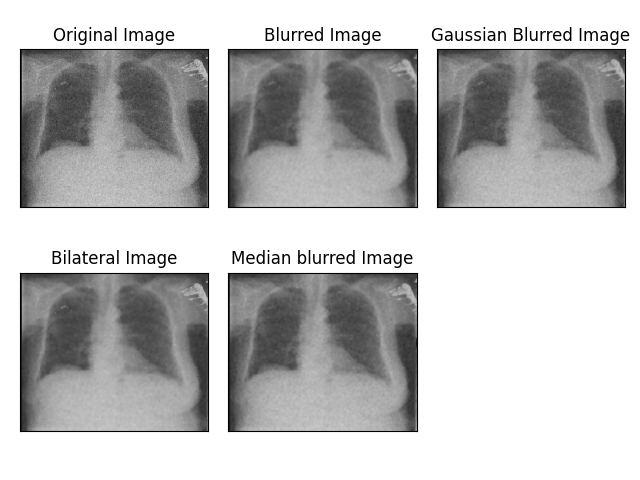 Original Image
Blurred Image
Gaussian Blurred Image
Bilateral Image
Median blurred Image